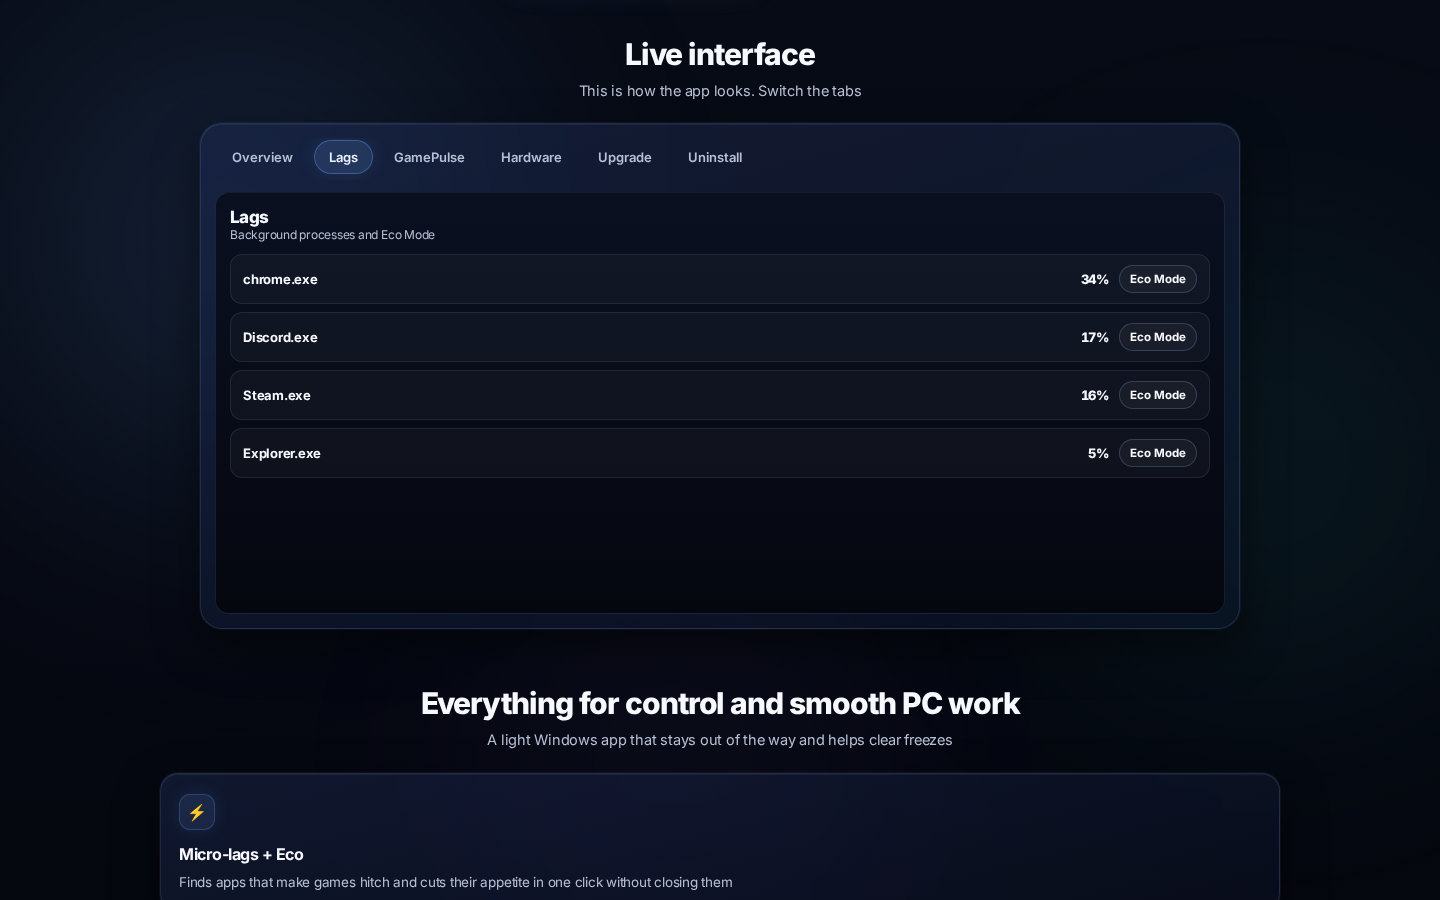 Live interface
This is how the app looks. Switch the tabs
Overview Lags GamePulse Hardware Upgrade Uninstall
Lags
Background processes and Eco Mode
chrome.exe 34% Eco Mode
Discord.exe 17% Eco Mode
Steam.exe 16% Eco Mode
Explorer.exe 5% Eco Mode
Everything for control and smooth PC work
A light Windows app that stays out of the way and helps clear freezes
Micro-lags + Eco
Finds apps that make games hitch and cuts their appetite in one click without closing them